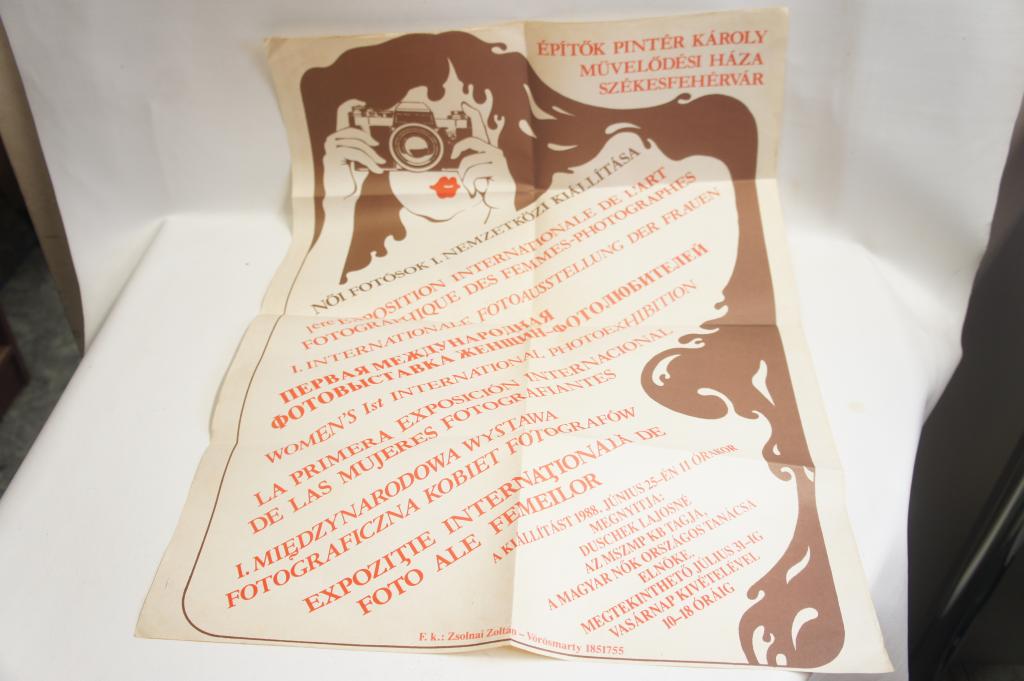 ÉPÍTŐK PINTÉR KÁROLY
MŰVELŐDÉSI HÁZA
SZÉKESFEHÉRVÁR
NŐI FOTÓSOK I. NEMZETKÖZI KIÁLLÍTÁSA
1ère EXPOSITION INTERNATIONALE DE L'ART
FOTOGRAPHIQUE DES FEMMES-PHOTOGRAPHES
I. INTERNATIONALE FOTOAUSSTELLUNG DER FRAUEN
ПЕРВАЯ МЕЖДУНАРОДНАЯ
ФОТОВЫСТАВКА ЖЕНЩИН-ФОТОЛЮБИТЕЛЕЙ
WOMEN'S 1st INTERNATIONAL PHOTOEXHIBITION
LA PRIMERA EXPOSICIÓN INTERNACIONAL
DE LAS MUJERES FOTOGRAFIANTES
I. MIĘDZYNARODOWA WYSTAWA
FOTOGRAFICZNA KOBIET FOTOGRAFÓW
EXPOZIŢIE INTERNAŢIONALĂ DE
FOTO ALE FEMEILOR
A KIÁLLÍTÁST 1988. JÚNIUS 25-ÉN 11 ÓRAKOR
MEGNYITJA:
DUSCHEK LAJOSNÉ
AZ MSZMP KB TAGJA,
A MAGYAR NŐK ORSZÁGOS TANÁCSA
ELNÖKE.
MEGTEKINTHETŐ JÚLIUS 31-IG
VASÁRNAP KIVÉTELÉVEL
10-18 ÓRÁIG
F. k.: Zsolnai Zoltán – Vörösmarty 1851755